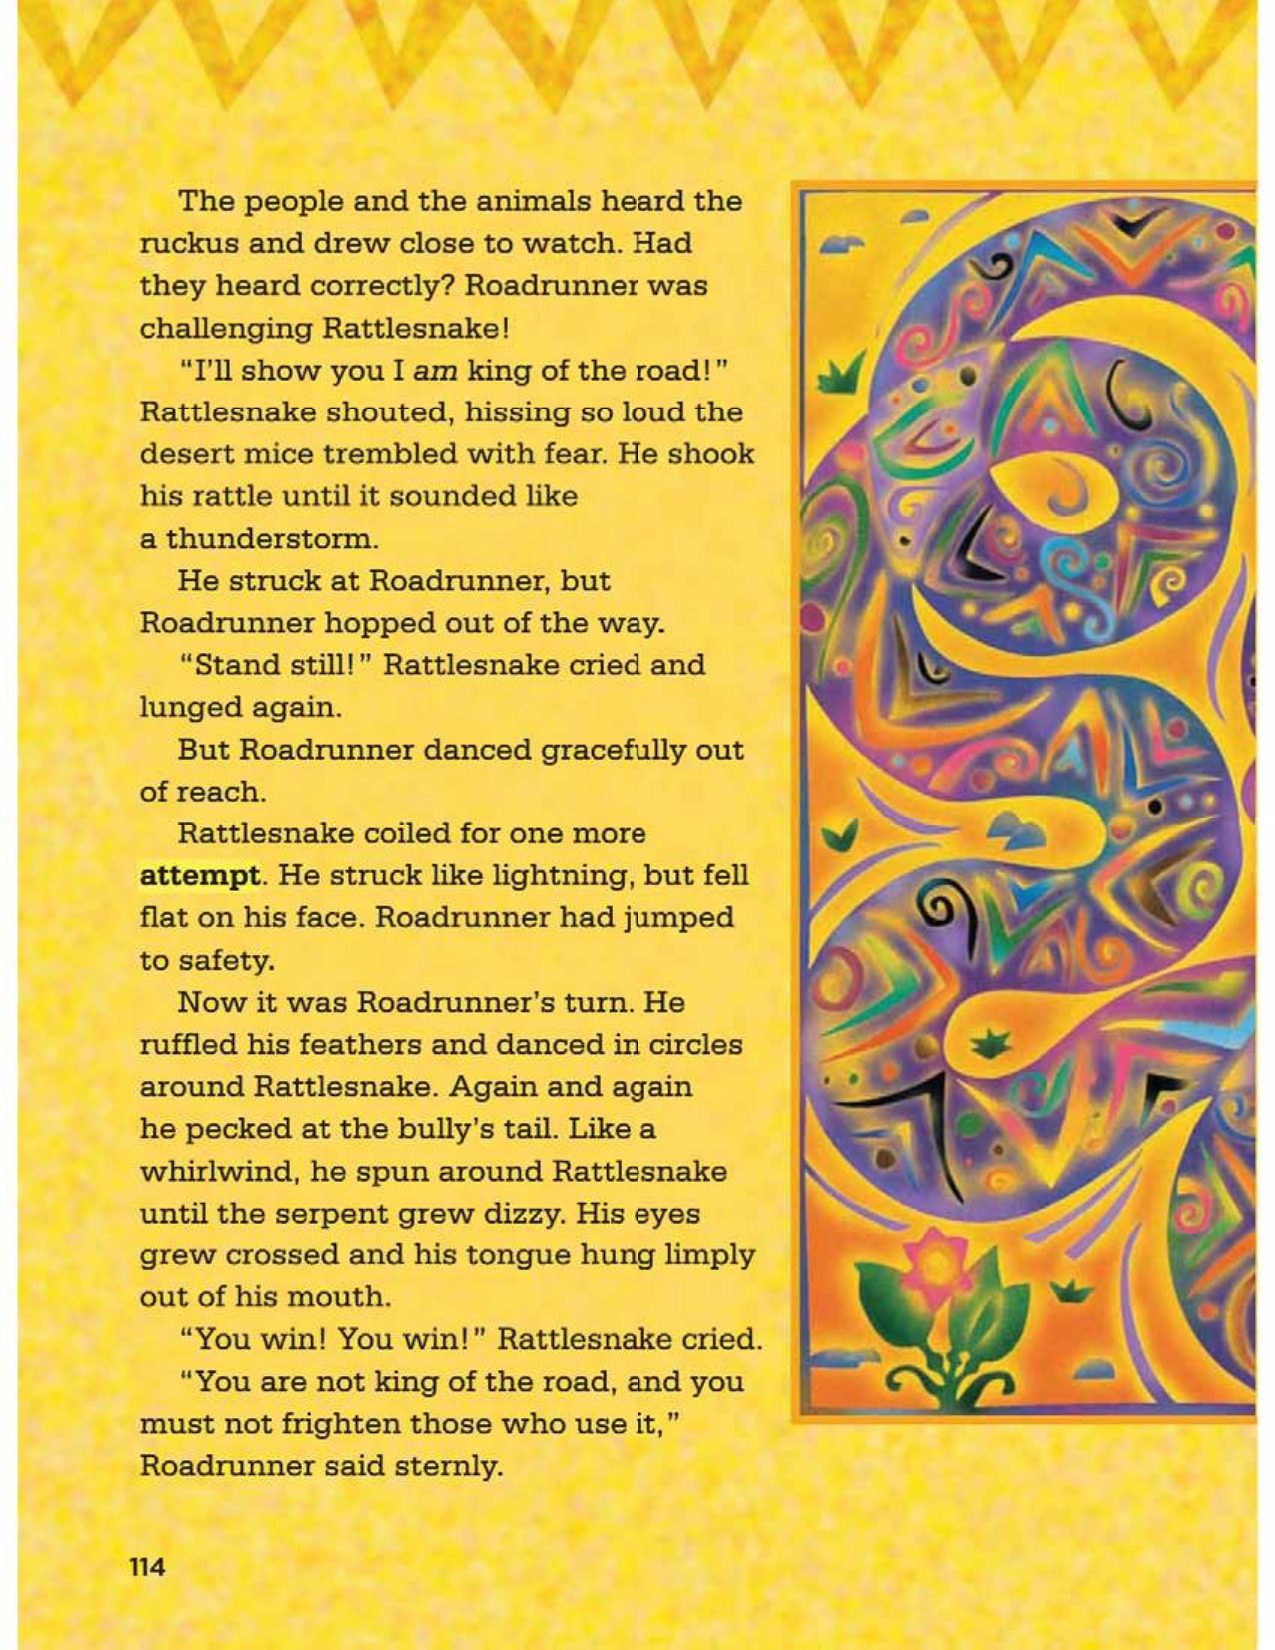 The people and the animals heard the
ruckus and drew close to watch. Had
they heard correctly? Roadrunner was
challenging Rattlesnake!
“I’ll show you I am king of the road!”
Rattlesnake shouted, hissing so loud the
desert mice trembled with fear. He shook
his rattle until it sounded like
a thunderstorm.
He struck at Roadrunner, but
Roadrunner hopped out of the way.
“Stand still!” Rattlesnake cried and
lunged again.
But Roadrunner danced gracefully out
of reach.
Rattlesnake coiled for one more
attempt. He struck like lightning, but fell
flat on his face. Roadrunner had jumped
to safety.
Now it was Roadrunner’s turn. He
ruffled his feathers and danced in circles
around Rattlesnake. Again and again
he pecked at the bully’s tail. Like a
whirlwind, he spun around Rattlesnake
until the serpent grew dizzy. His eyes
grew crossed and his tongue hung limply
out of his mouth.
“You win! You win!” Rattlesnake cried.
“You are not king of the road, and you
must not frighten those who use it,”
Roadrunner said sternly.
114